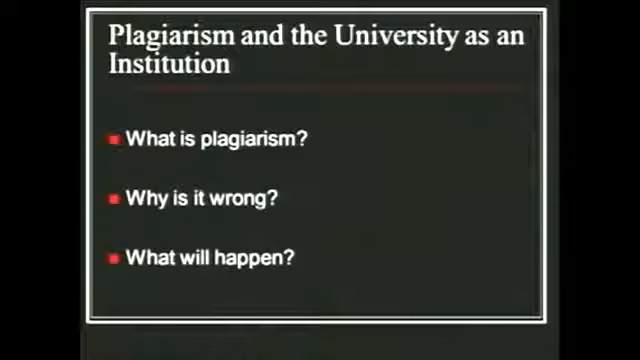 Plagiarism and the University as an
Institution
What is plagiarism?
Why is it wrong?
What will happen?